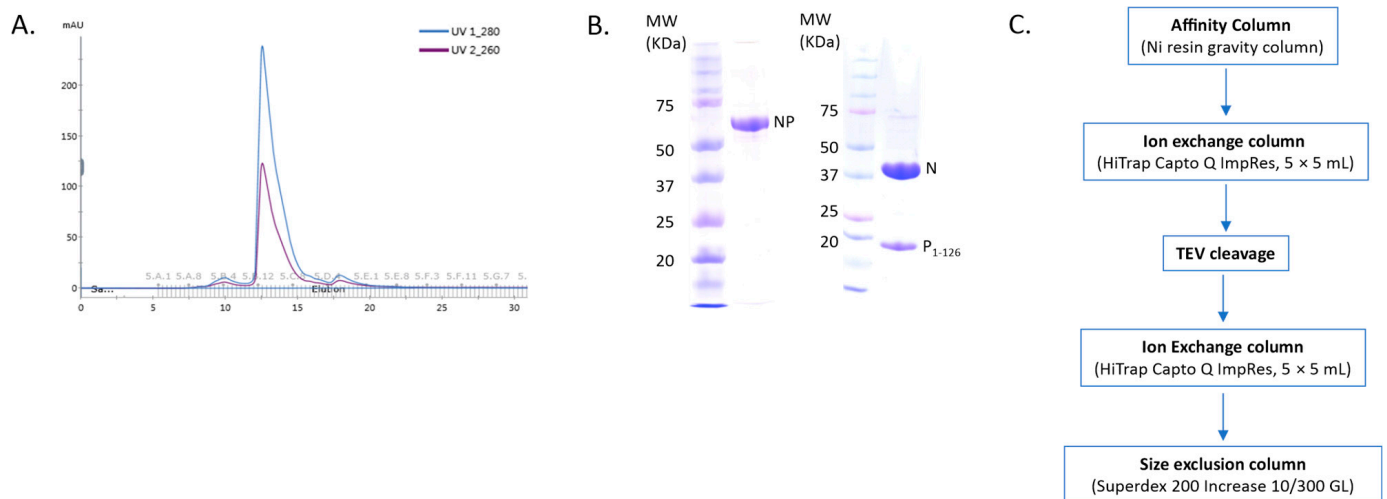 A.
mAU
UV 1_280
UV 2_260
200
150
100
50
0
5.A.1 5.A.8 5.B.4 5.B.12 5.C. 5.D.4 5.E.1 5.E.8 5.F.3 5.F.11 5.G.7 5.
Sa... Elution
0 5 10 15 20 25 30
B.
MW
(KDa)
75
50
37
25
20
NP
MW
(KDa)
75
50
37
25
20
N
P1-126
C.
Affinity Column
(Ni resin gravity column)
Ion exchange column
(HiTrap Capto Q ImpRes, 5 × 5 mL)
TEV cleavage
Ion Exchange column
(HiTrap Capto Q ImpRes, 5 × 5 mL)
Size exclusion column
(Superdex 200 Increase 10/300 GL)